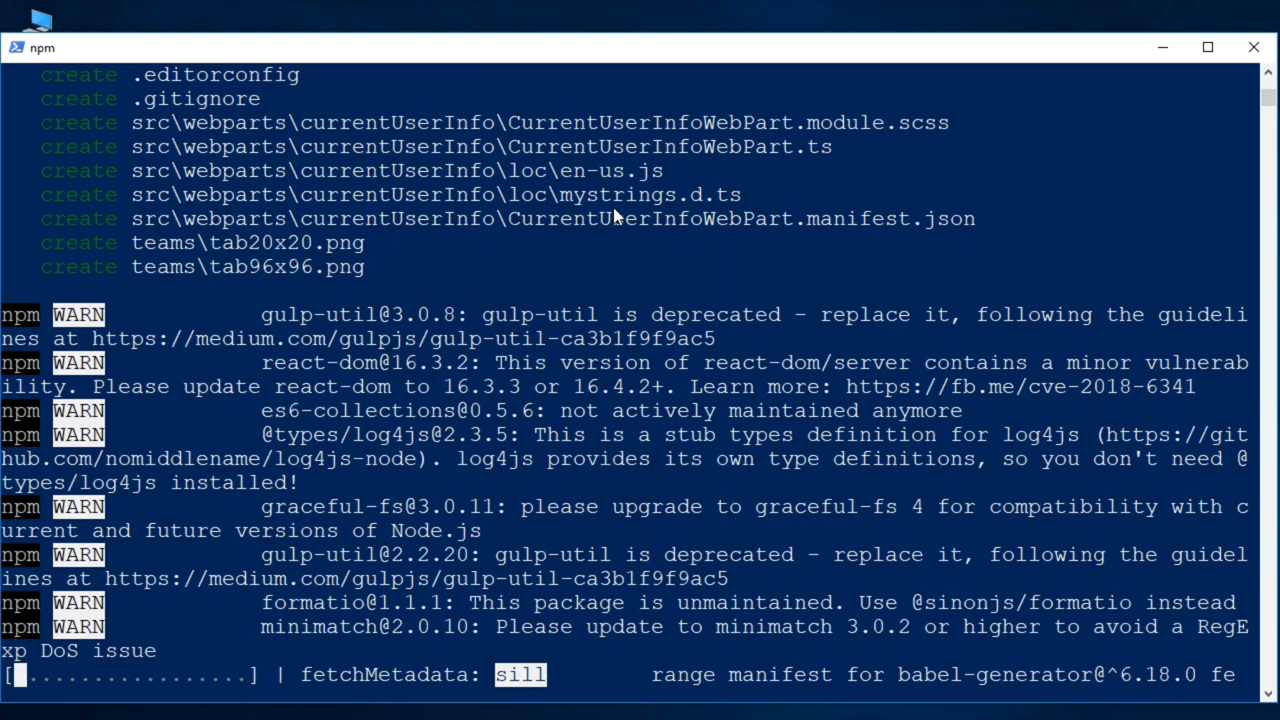 npm
create .editorconfig
create .gitignore
create src\webparts\currentUserInfo\CurrentUserInfoWebPart.module.scss
create src\webparts\currentUserInfo\CurrentUserInfoWebPart.ts
create src\webparts\currentUserInfo\loc\en-us.js
create src\webparts\currentUserInfo\loc\mystrings.d.ts
create src\webparts\currentUserInfo\CurrentUserInfoWebPart.manifest.json
create teams\tab20x20.png
create teams\tab96x96.png
npm WARN gulp-util@3.0.8: gulp-util is deprecated - replace it, following the guideli
nes at https://medium.com/gulpjs/gulp-util-ca3b1f9f9ac5
npm WARN react-dom@16.3.2: This version of react-dom/server contains a minor vulnerab
ility. Please update react-dom to 16.3.3 or 16.4.2+. Learn more: https://fb.me/cve-2018-6341
npm WARN es6-collections@0.5.6: not actively maintained anymore
npm WARN @types/log4js@2.3.5: This is a stub types definition for log4js (https://git
hub.com/nomiddlename/log4js-node). log4js provides its own type definitions, so you don't need @
types/log4js installed!
npm WARN graceful-fs@3.0.11: please upgrade to graceful-fs 4 for compatibility with c
urrent and future versions of Node.js
npm WARN gulp-util@2.2.20: gulp-util is deprecated - replace it, following the guidel
ines at https://medium.com/gulpjs/gulp-util-ca3b1f9f9ac5
npm WARN formatio@1.1.1: This package is unmaintained. Use @sinonjs/formatio instead
npm WARN minimatch@2.0.10: Please update to minimatch 3.0.2 or higher to avoid a RegE
xp DoS issue
[ .................] | fetchMetadata: sill range manifest for babel-generator@^6.18.0 fe